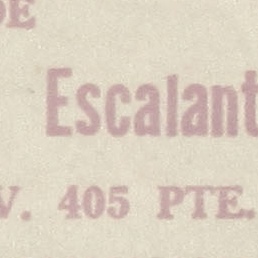 DE
Escalant
V. 405 PTE.